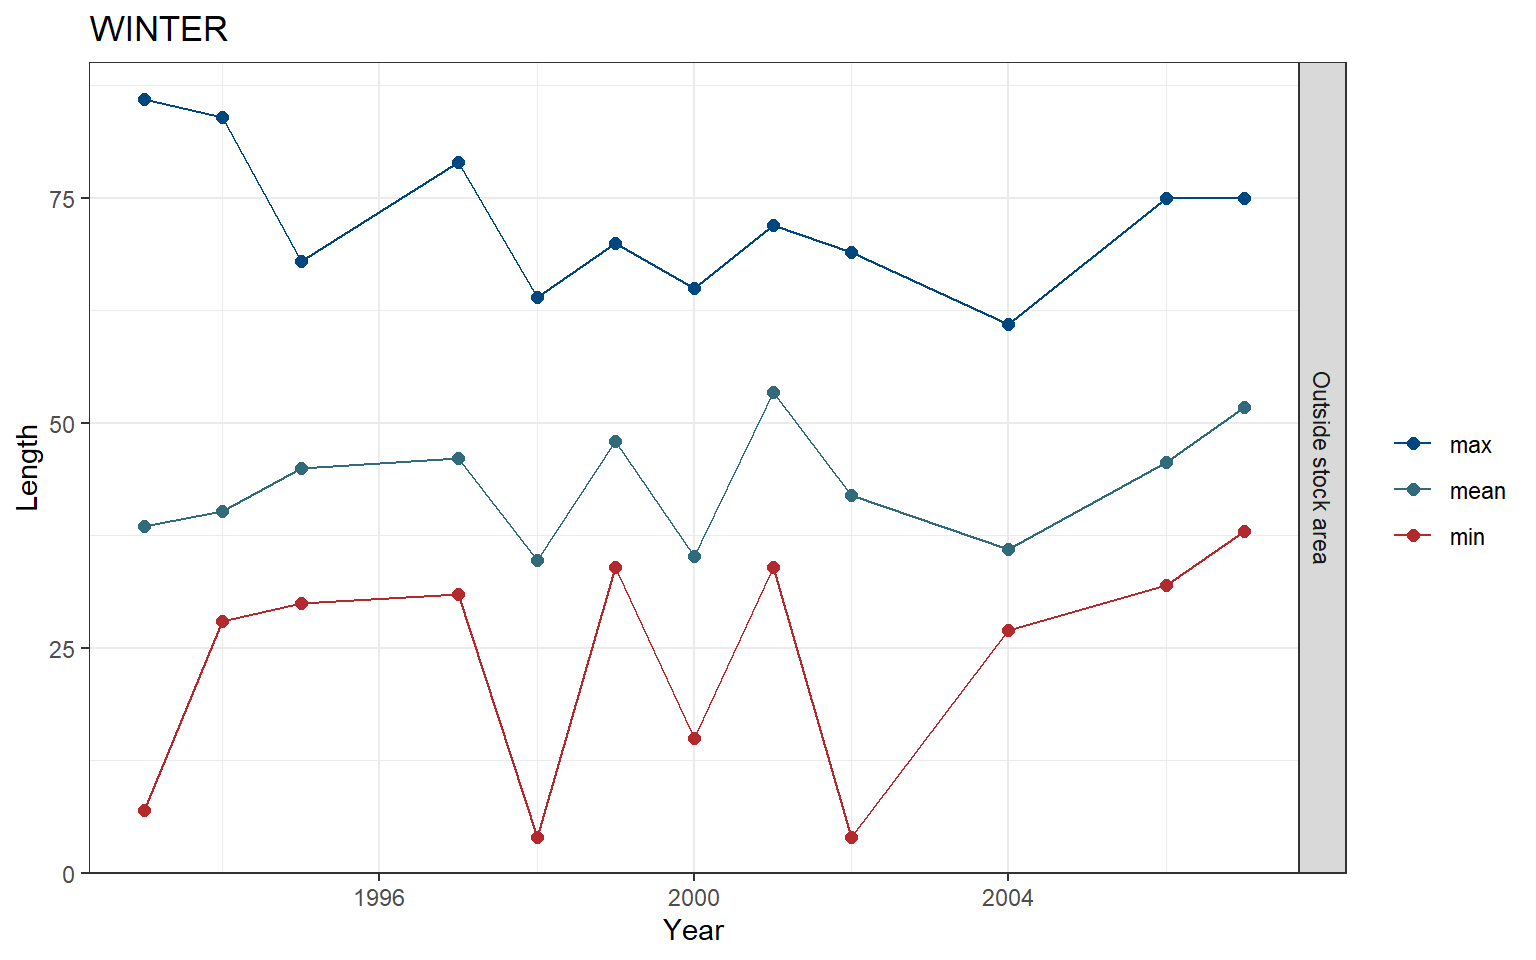 WINTER
75
50
25
0
Length
1996
2000
2004
Year
Outside stock area
max
mean
min